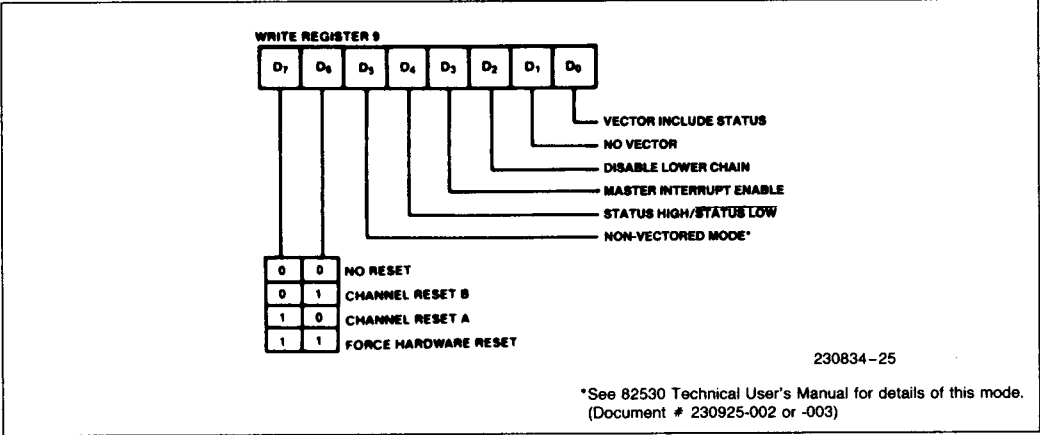 WRITE REGISTER 9
D7 D6 D5 D4 D3 D2 D1 D0
VECTOR INCLUDE STATUS
NO VECTOR
DISABLE LOWER CHAIN
MASTER INTERRUPT ENABLE
STATUS HIGH/STATUS LOW
NON-VECTORED MODE*
0 0 NO RESET
0 1 CHANNEL RESET B
1 0 CHANNEL RESET A
1 1 FORCE HARDWARE RESET
230834-25
*See 82530 Technical User's Manual for details of this mode.
(Document # 230925-002 or -003)